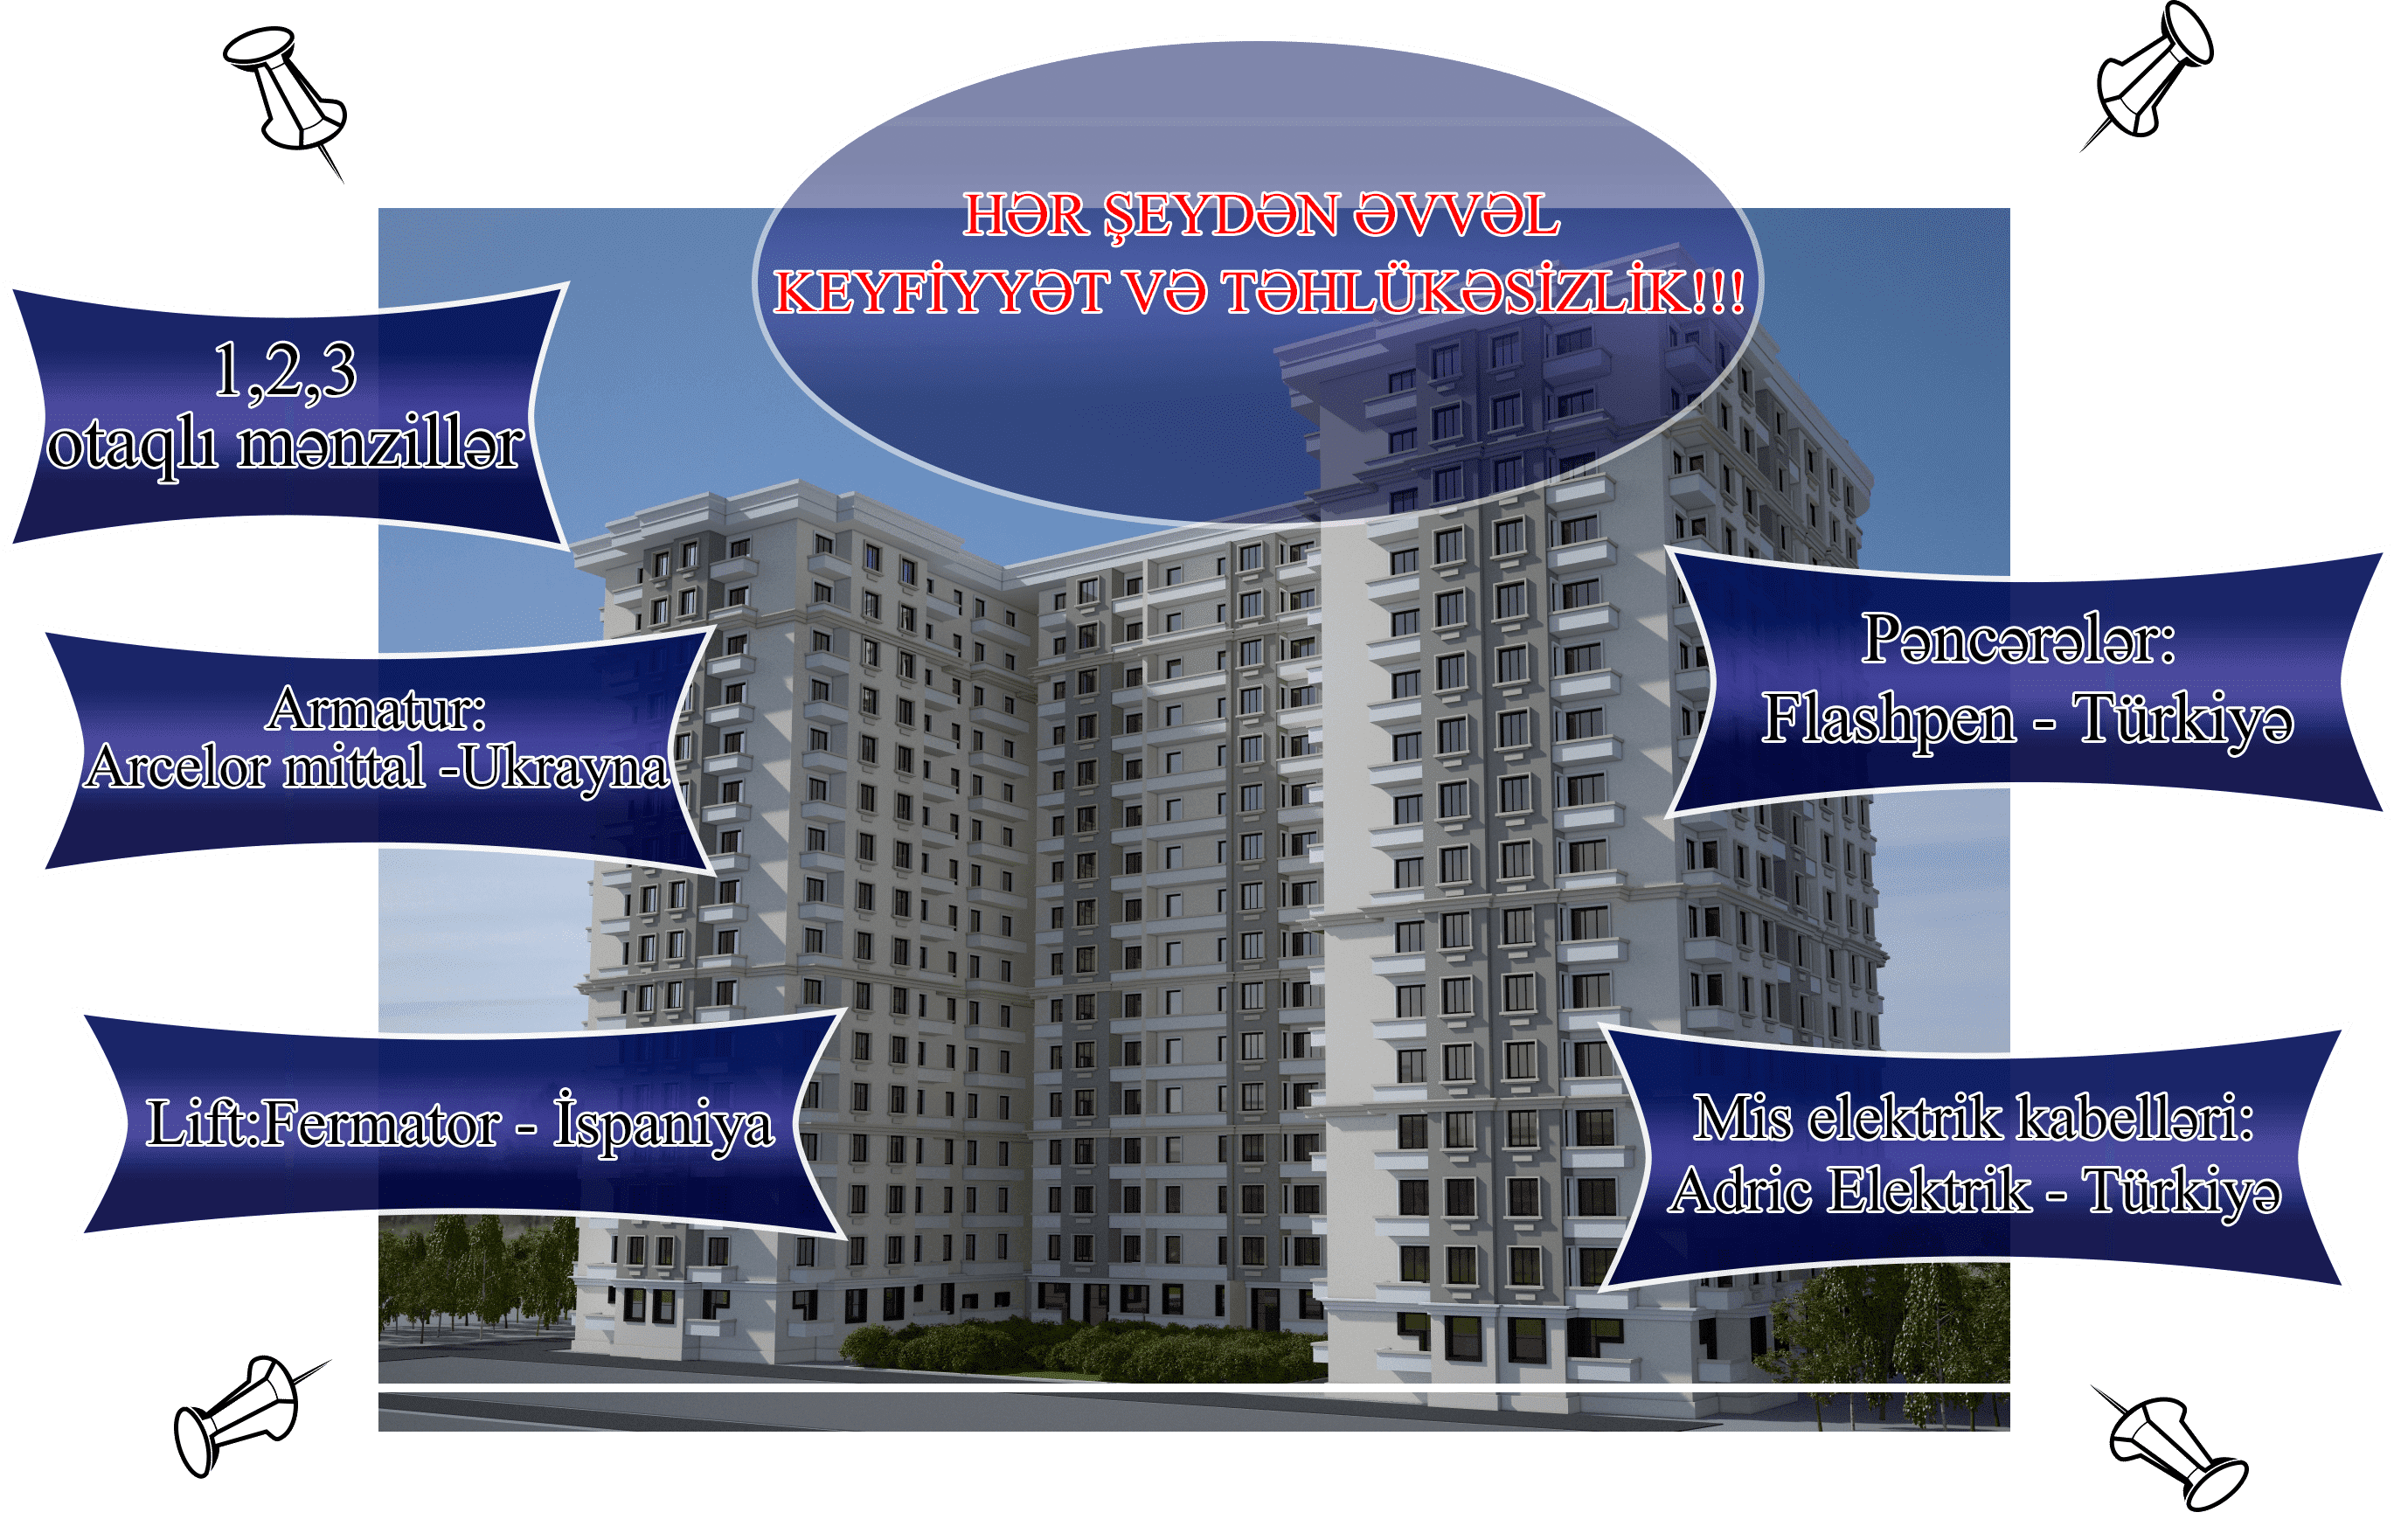 HƏR ŞEYDƏN ƏVVƏL
KEYFİYYƏT VƏ TƏHLÜKƏSİZLİK!!!
1,2,3
otaqlı mənzillər
Armatur:
Arcelor mittal -Ukrayna
Lift:Fermator - İspaniya
Pəncərələr:
Flashpen - Türkiyə
Mis elektrik kabelləri:
Adric Elektrik - Türkiyə